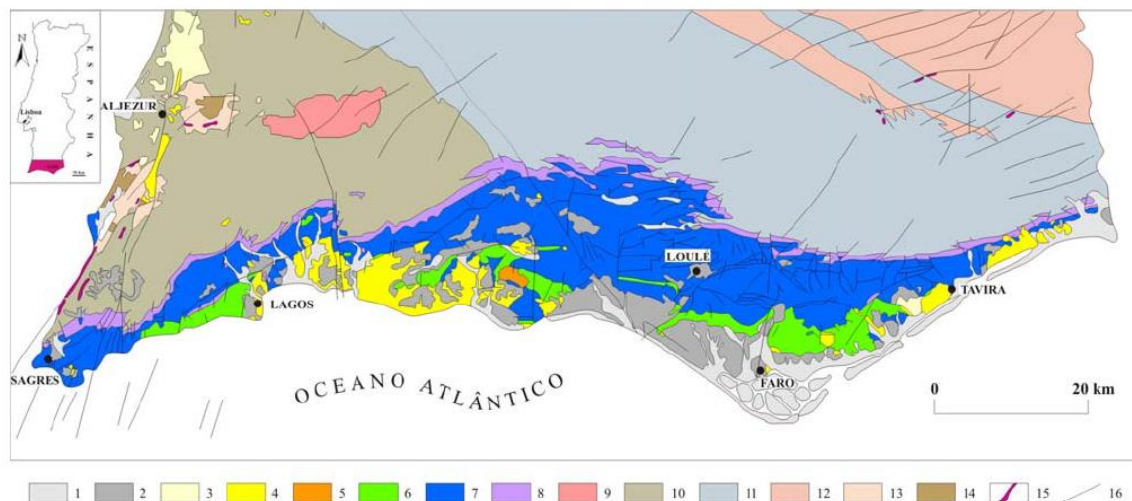 N
ESPANHA
Lisboa
ALJEZUR
LOULÉ
TAVIRA
LAGOS
SAGRES
FARO
OCEANO ATLÂNTICO
0 20 km
1 2 3 4 5 6 7 8 9 10 11 12 13 14 15 16